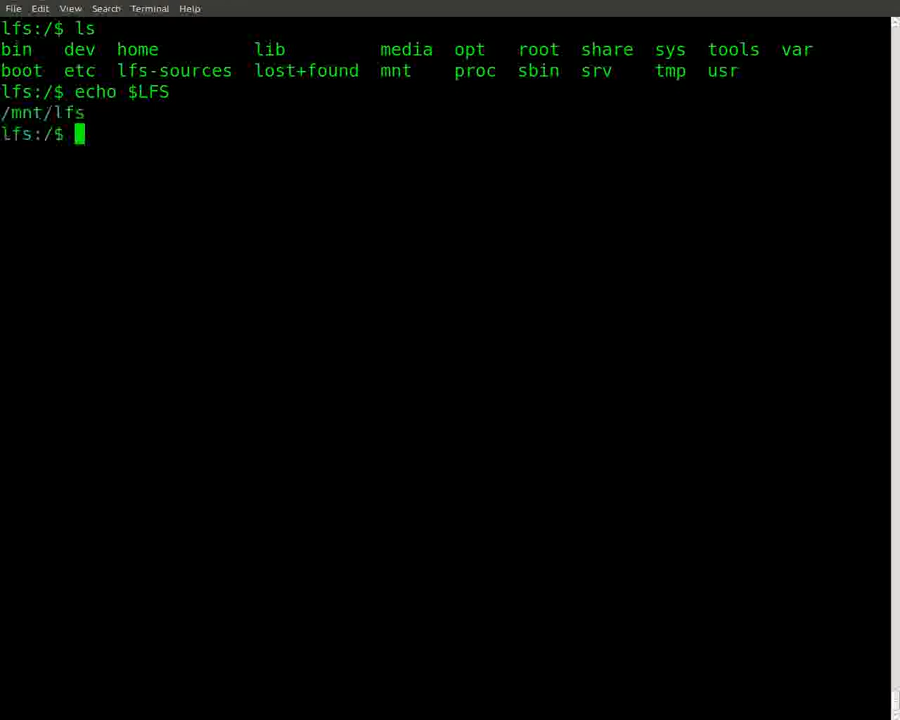 File Edit View Search Terminal Help
lfs:/$ ls
bin dev home lib media opt root share sys tools var
boot etc lfs-sources lost+found mnt proc sbin srv tmp usr
lfs:/$ echo $LFS
/mnt/lfs
lfs:/$